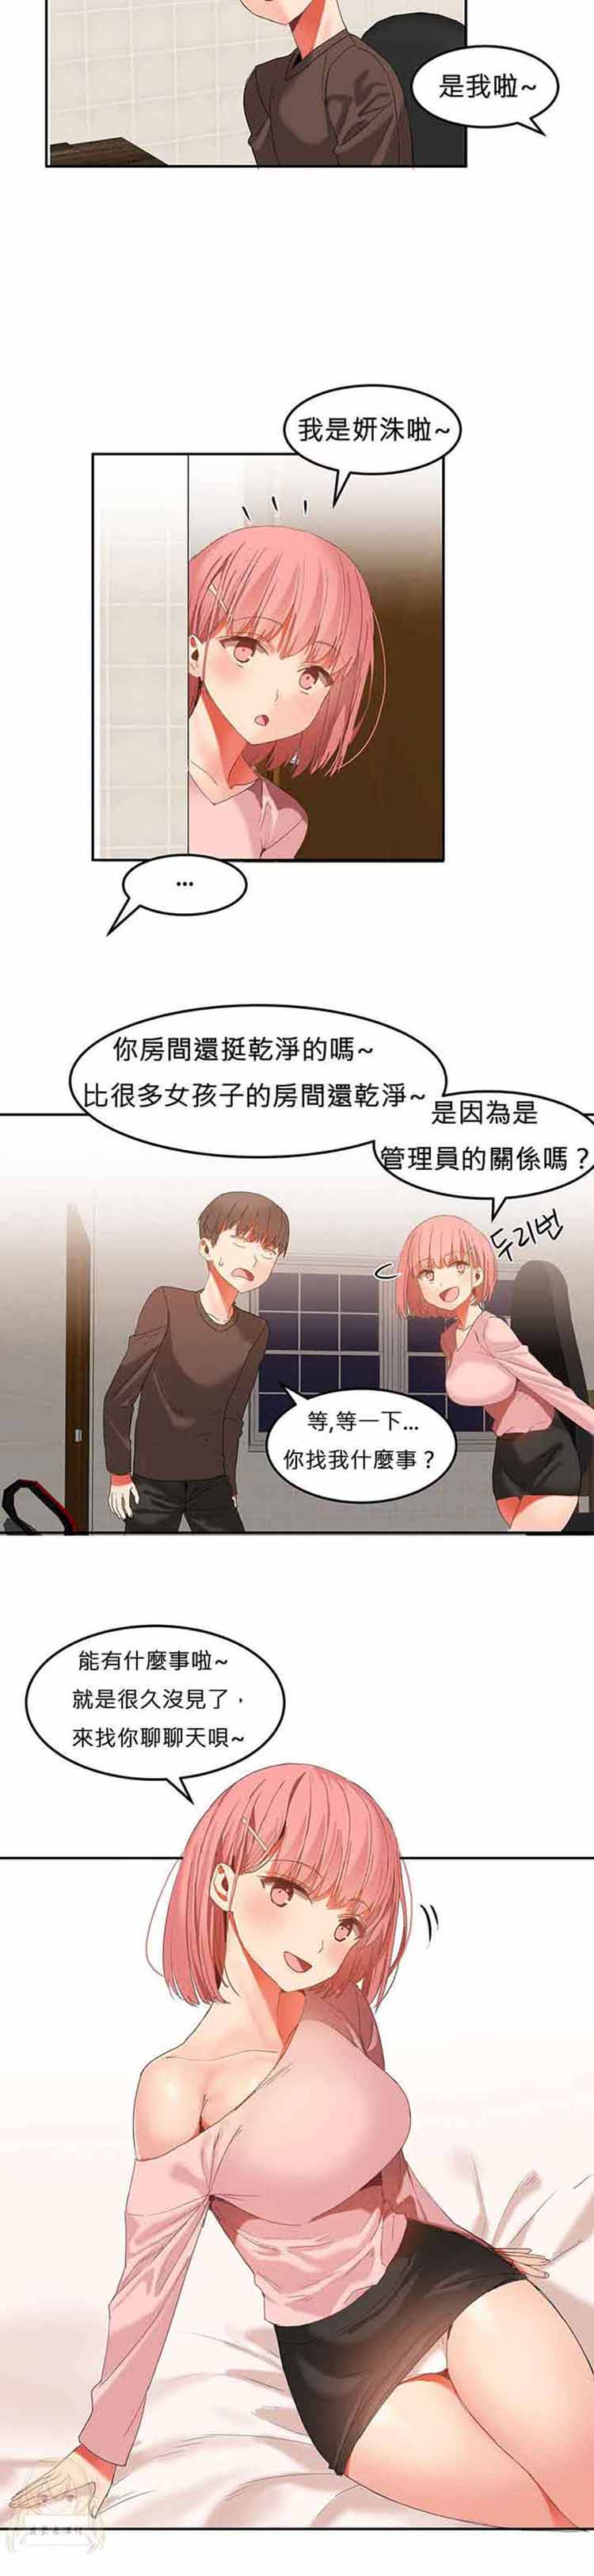 是我啦~
我是妍洙啦~
...
你房間還挺乾淨的嗎~
比很多女孩子的房間還乾淨~
是因為是
管理員的關係嗎？
두리번
等,等一下...
你找我什麼事？
能有什麼事啦~
就是很久沒見了，
來找你聊聊天唄~